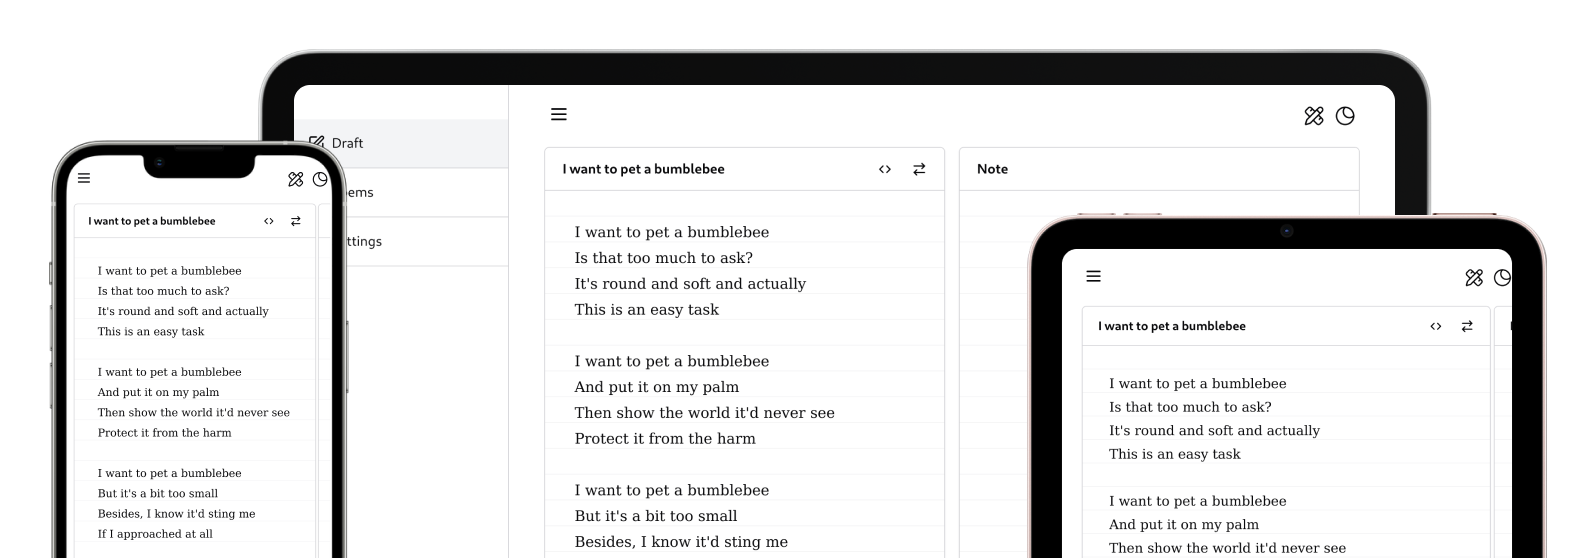 I want to pet a bumblebee
I want to pet a bumblebee
Is that too much to ask?
It's round and soft and actually
This is an easy task
I want to pet a bumblebee
And put it on my palm
Then show the world it'd never see
Protect it from the harm
I want to pet a bumblebee
But it's a bit too small
Besides, I know it'd sting me
If I approached at all
Draft
ems
ttings
I want to pet a bumblebee
I want to pet a bumblebee
Is that too much to ask?
It's round and soft and actually
This is an easy task
I want to pet a bumblebee
And put it on my palm
Then show the world it'd never see
Protect it from the harm
I want to pet a bumblebee
But it's a bit too small
Besides, I know it'd sting me
Note
I want to pet a bumblebee
I want to pet a bumblebee
Is that too much to ask?
It's round and soft and actually
This is an easy task
I want to pet a bumblebee
And put it on my palm
Then show the world it'd never see